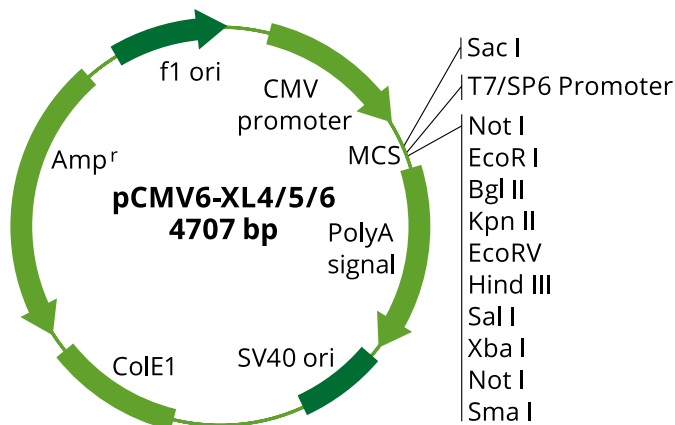 f1 ori
CMV
promoter
MCS
Amp r
pCMV6-XL4/5/6
4707 bp
PolyA
signal
SV40 ori
ColE1
Sac I
T7/SP6 Promoter
Not I
EcoR I
Bgl II
Kpn II
EcoRV
Hind III
Sal I
Xba I
Not I
Sma I